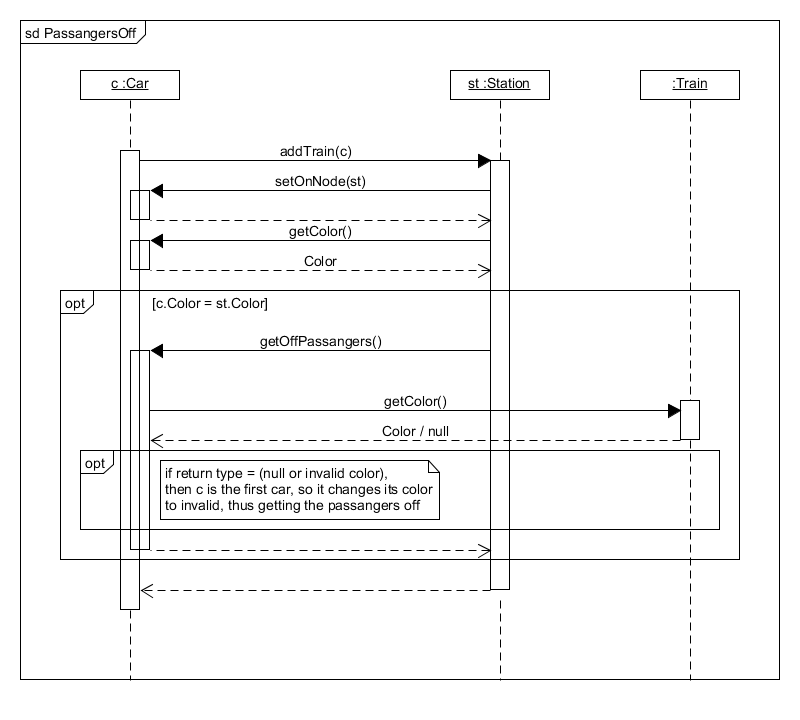 sd PassangersOff
c :Car
st :Station
:Train
addTrain(c)
setOnNode(st)
getColor()
Color
opt
[c.Color = st.Color]
getOffPassangers()
getColor()
Color / null
opt
if return type = (null or invalid color),
then c is the first car, so it changes its color
to invalid, thus getting the passangers off